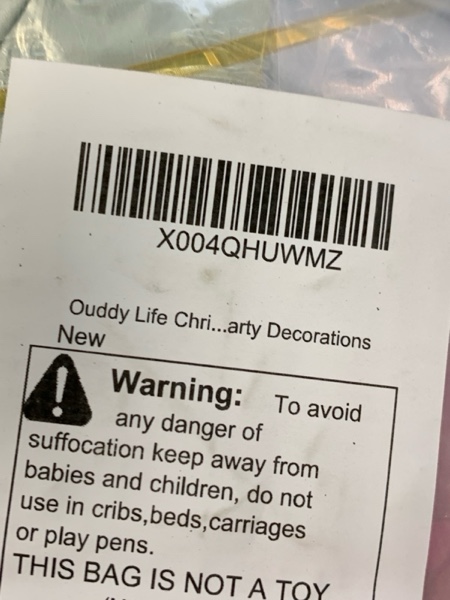 X004QHUWMZ
Ouddy Life Chri...arty Decorations
New
Warning: To avoid
any danger of
suffocation keep away from
babies and children, do not
use in cribs,beds,carriages
or play pens.
THIS BAG IS NOT A TOY